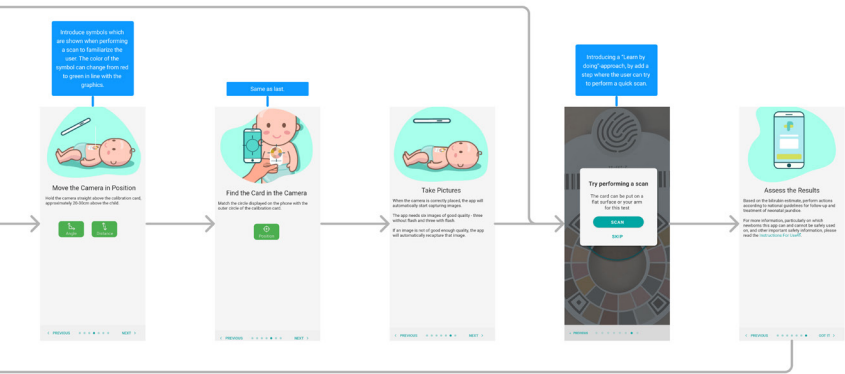 Introduce symbols which
are shown when performing
a scan to familiarize the
user. The color of the
symbol can change from red
to green in line with the
graphics.
Same as last.
Introducing a "Learn by
doing"-approach, by add a
step where the user can try
to perform a quick scan.
Move the Camera in Position
Hold the camera straight above the calibration card,
approximately 20-50cm above the child.
Angle
Distance
< PREVIOUS
NEXT >
Find the Card in the Camera
Match the circle displayed on the phone with the
outer circle of the calibration card.
Position
< PREVIOUS
NEXT >
Take Pictures
When the camera is correctly placed, the app will
automatically start capturing images.
The app needs six images of good quality - three
without flash and three with flash.
If an image is not of good enough quality, the app
will automatically recapture that image.
< PREVIOUS
NEXT >
Try performing a scan
The card can be put on a
flat surface or your arm
for this test
SCAN
SKIP
< PREVIOUS
Assess the Results
Based on the bilirubin estimate, perform actions
according to national guidelines for follow up and
treatment of neonatal jaundice.
For more information, particularly on which
newborns this app can and cannot be safely used
on, and other important safety information, please
read the Instructions For Use
< PREVIOUS
GOT IT >